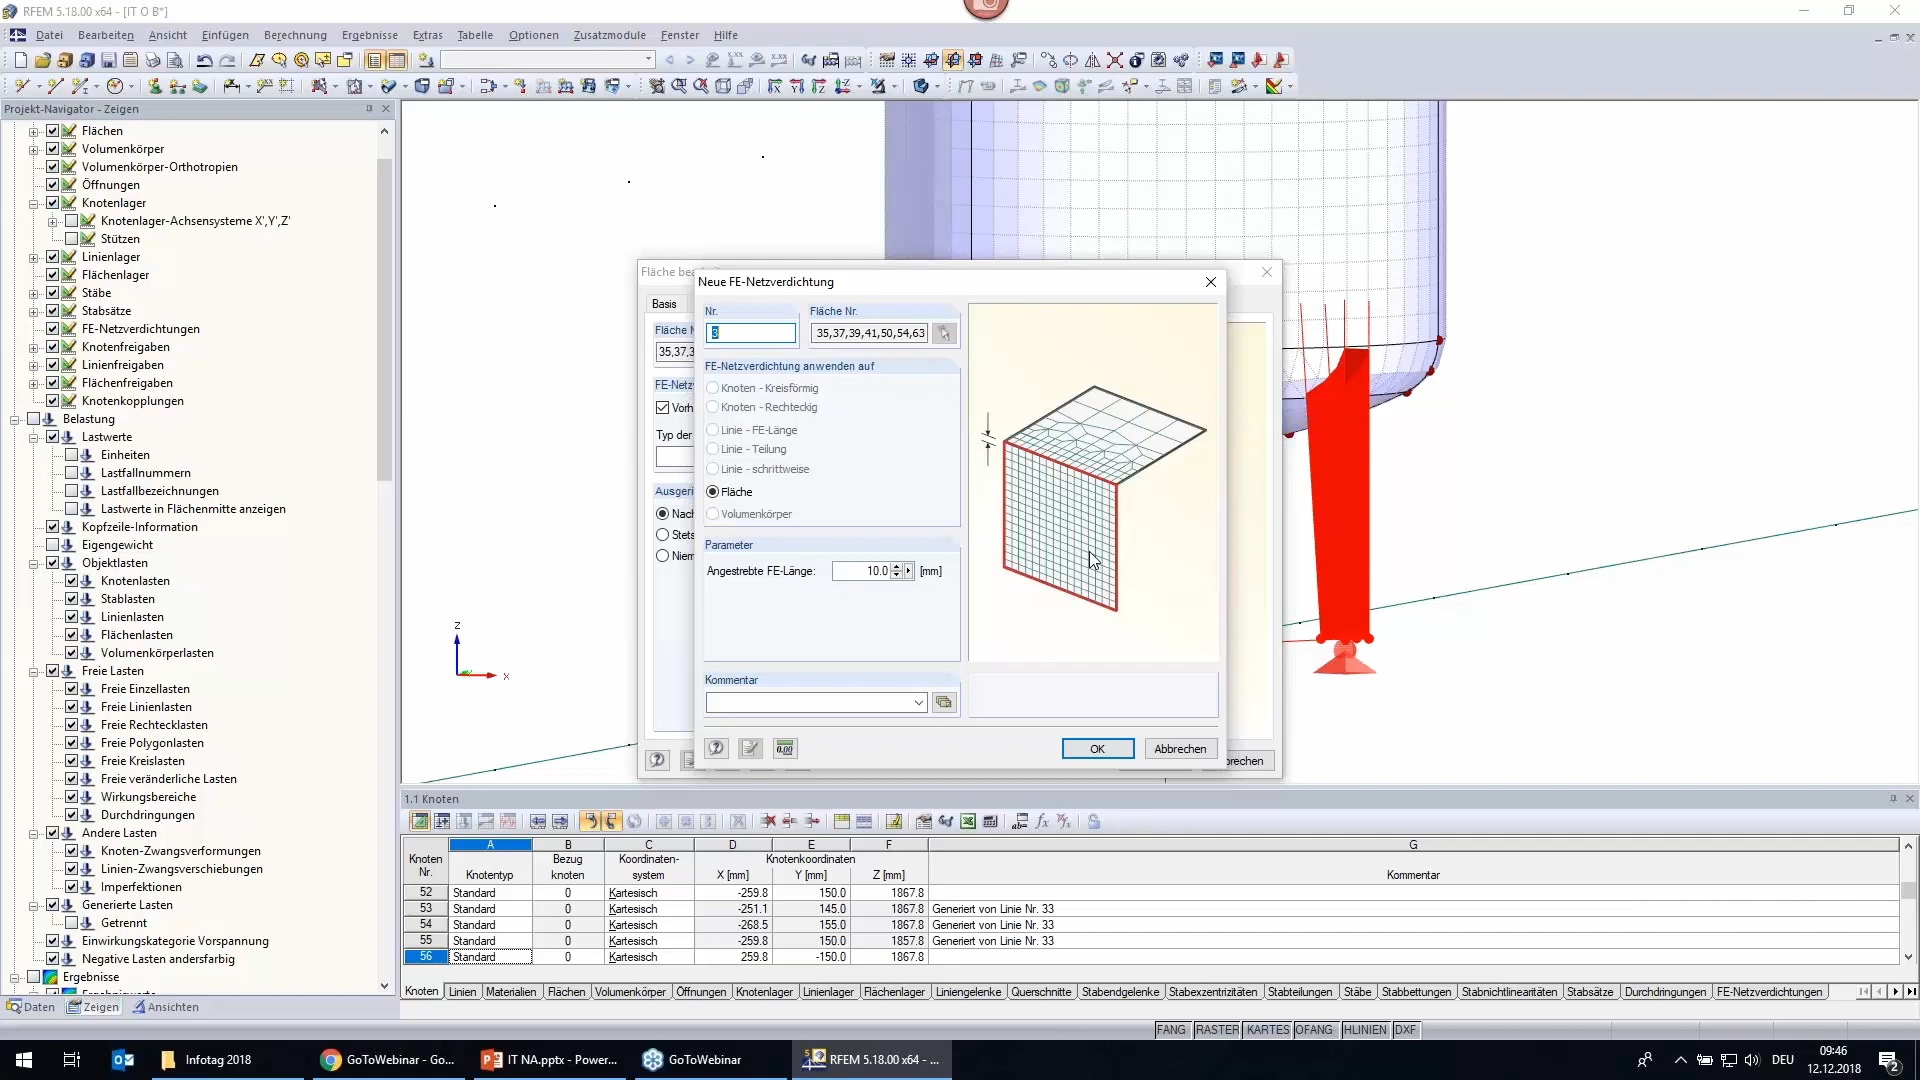 RFEM 5.18.00 x64 - [IT O B*]
Datei Bearbeiten Ansicht Einfügen Berechnung Ergebnisse Extras Tabelle Optionen Zusatzmodule Fenster Hilfe
Projekt-Navigator - Zeigen
Flächen
Volumenkörper
Volumenkörper-Orthotropien
Öffnungen
Knotenlager
Knotenlager-Achsensysteme X',Y',Z'
Stützen
Linienlager
Flächenlager
Stäbe
Stabsätze
FE-Netzverdichtungen
Knotenfreigaben
Linienfreigaben
Flächenfreigaben
Knotenkopplungen
Belastung
Lastwerte
Einheiten
Lastfallnummern
Lastfallbezeichnungen
Lastwerte in Flächenmitte anzeigen
Kopfzeile-Information
Eigengewicht
Objektlasten
Knotenlasten
Stablasten
Linienlasten
Flächenlasten
Volumenkörperlasten
Freie Lasten
Freie Einzellasten
Freie Linienlasten
Freie Rechtecklasten
Freie Polygonlasten
Freie Kreislasten
Freie veränderliche Lasten
Wirkungsbereiche
Durchdringungen
Andere Lasten
Knoten-Zwangsverformungen
Linien-Zwangsverschiebungen
Imperfektionen
Generierte Lasten
Getrennt
Einwirkungskategorie Vorspannung
Negative Lasten andersfarbig
Ergebnisse
Daten Zeigen Ansichten
z
x
Basis
35,37,3
Neue FE-Netzverdichtung
Nr.
3
Fläche Nr.
35,37,39,41,50,54,63
FE-Netzverdichtung anwenden auf
Knoten - Kreisförmig
Knoten - Rechteckig
Linie - FE-Länge
Linie - Teilung
Linie - schrittweise
Fläche
Volumenkörper
Parameter
Angestrebte FE-Länge: 10.0 [mm]
Kommentar
0.00
OK Abbrechen
1.1 Knoten
A B C D E F G
Knoten Bezug Koordinaten- Knotenkoordinaten
Nr. Knotentyp knoten system X [mm] Y [mm] Z [mm] Kommentar
52 Standard 0 Kartesisch -259.8 150.0 1867.8
53 Standard 0 Kartesisch -251.1 145.0 1867.8 Generiert von Linie Nr. 33
54 Standard 0 Kartesisch -268.5 155.0 1867.8 Generiert von Linie Nr. 33
55 Standard 0 Kartesisch -259.8 150.0 1857.8 Generiert von Linie Nr. 33
56 Standard 0 Kartesisch 259.8 -150.0 1867.8
Knoten Linien Materialien Flächen Volumenkörper Öffnungen Knotenlager Linienlager Flächenlager Liniengelenke Querschnitte Stabendgelenke Stabexzentrizitäten Stabteilungen Stäbe Stabbettungen Stabnichtlinearitäten Stabsätze Durchdringungen FE-Netzverdichtungen
FANG RASTER KARTES OFANG HLINIEN DXF
Infotag 2018 GoToWebinar - Go... IT NA.pptx - Power... GoToWebinar RFEM 5.18.00 x64 - ... DEU 09:46
12.12.2018 2